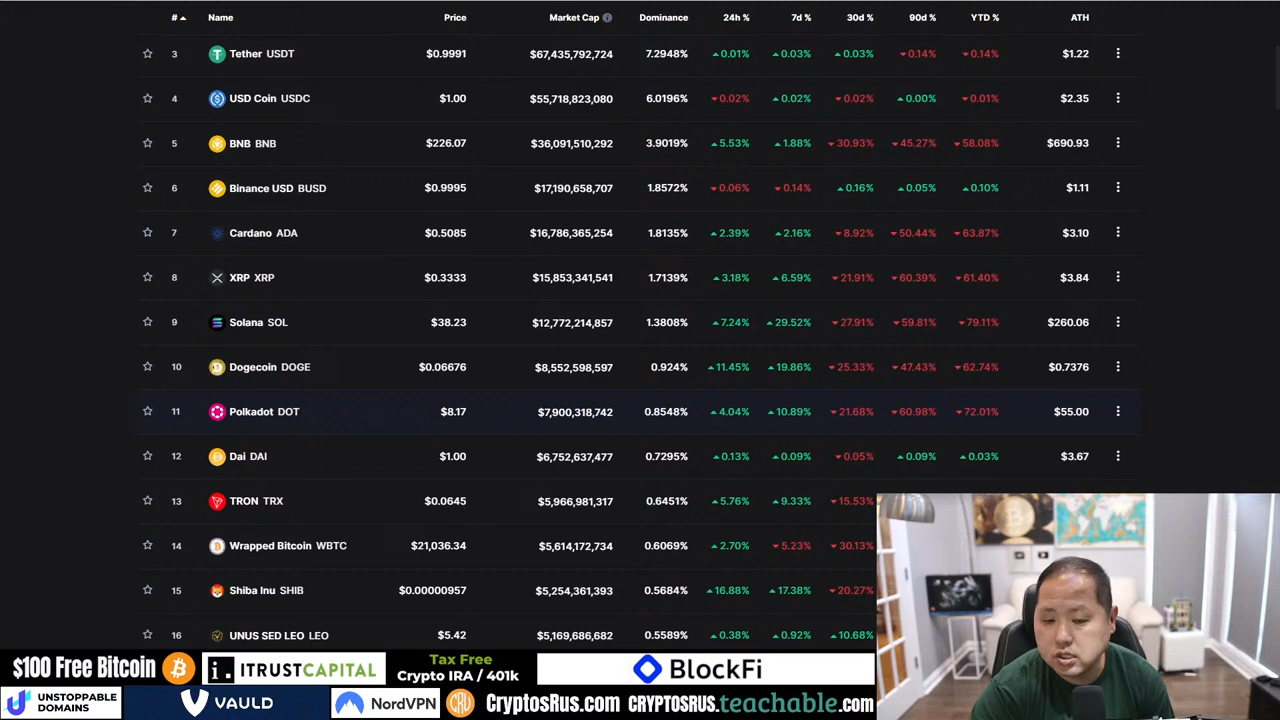 # Name Price Market Cap Dominance 24h % 7d % 30d % 90d % YTD % ATH
3 Tether USDT $0.9991 $67,435,792,724 7.2948% 0.01% 0.03% 0.03% 0.14% 0.14% $1.22
4 USD Coin USDC $1.00 $55,718,823,080 6.0196% 0.02% 0.02% 0.02% 0.00% 0.01% $2.35
5 BNB BNB $226.07 $36,091,510,292 3.9019% 5.53% 1.88% 30.93% 45.27% 58.08% $690.93
6 Binance USD BUSD $0.9995 $17,190,658,707 1.8572% 0.06% 0.14% 0.16% 0.05% 0.10% $1.11
7 Cardano ADA $0.5085 $16,786,365,254 1.8135% 2.39% 2.16% 8.92% 50.44% 63.87% $3.10
8 XRP XRP $0.3333 $15,853,341,541 1.7139% 3.18% 6.59% 21.91% 60.39% 61.40% $3.84
9 Solana SOL $38.23 $12,772,214,857 1.3808% 7.24% 29.52% 27.91% 59.81% 79.11% $260.06
10 Dogecoin DOGE $0.06676 $8,552,598,597 0.924% 11.45% 19.86% 25.33% 47.43% 62.74% $0.7376
11 Polkadot DOT $8.17 $7,900,318,742 0.8548% 4.04% 10.89% 21.68% 60.98% 72.01% $55.00
12 Dai DAI $1.00 $6,752,637,477 0.7295% 0.13% 0.09% 0.05% 0.09% 0.03% $3.67
13 TRON TRX $0.0645 $5,966,981,317 0.6451% 5.76% 9.33% 15.53%
14 Wrapped Bitcoin WBTC $21,036.34 $5,614,172,734 0.6069% 2.70% 5.23% 30.13%
15 Shiba Inu SHIB $0.00000957 $5,254,361,393 0.5684% 16.88% 17.38% 20.27%
16 UNUS SED LEO LEO $5.42 $5,169,686,682 0.5589% 0.38% 0.92% 10.68%
$100 Free Bitcoin
i. ITRUSTCAPITAL
Tax Free
Crypto IRA / 401k
BlockFi
UNSTOPPABLE
DOMAINS
VAULD
NordVPN
CRU
CryptosRus.com
CRYPTOSRUS.teachable.com